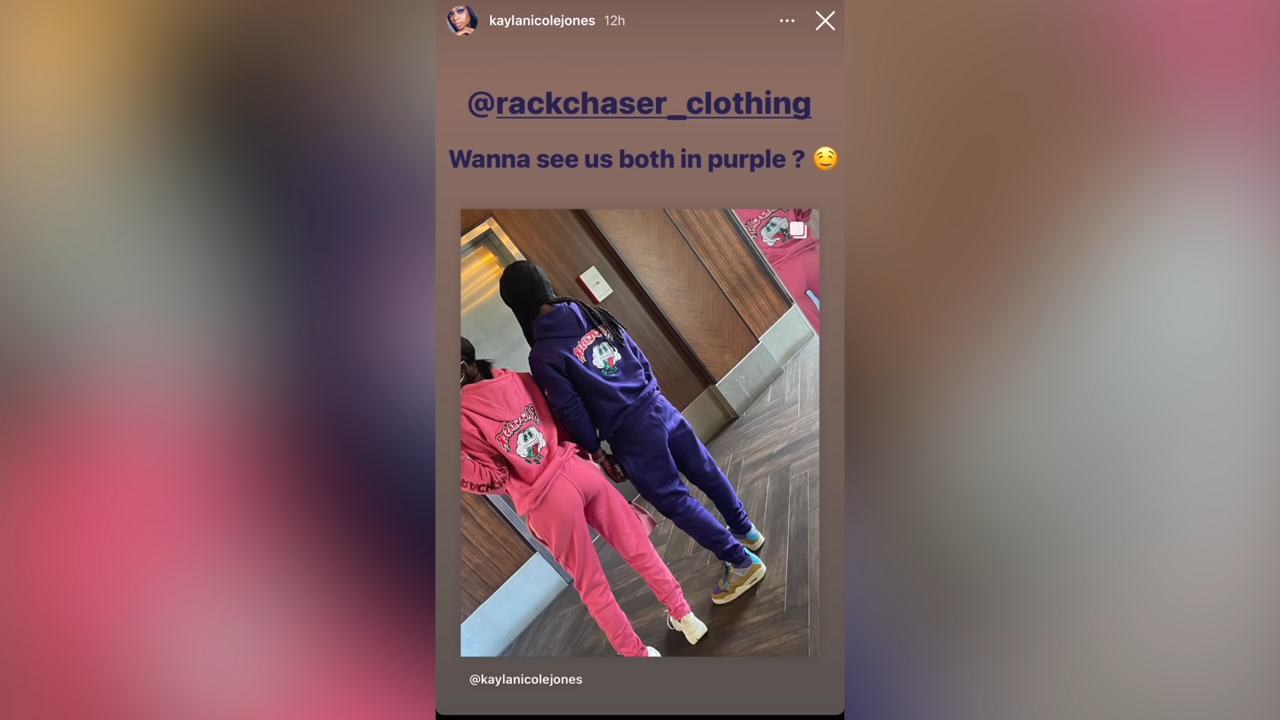 kaylanicolejones 12h
@rackchaser_clothing
Wanna see us both in purple ? 🤤
@kaylanicolejones